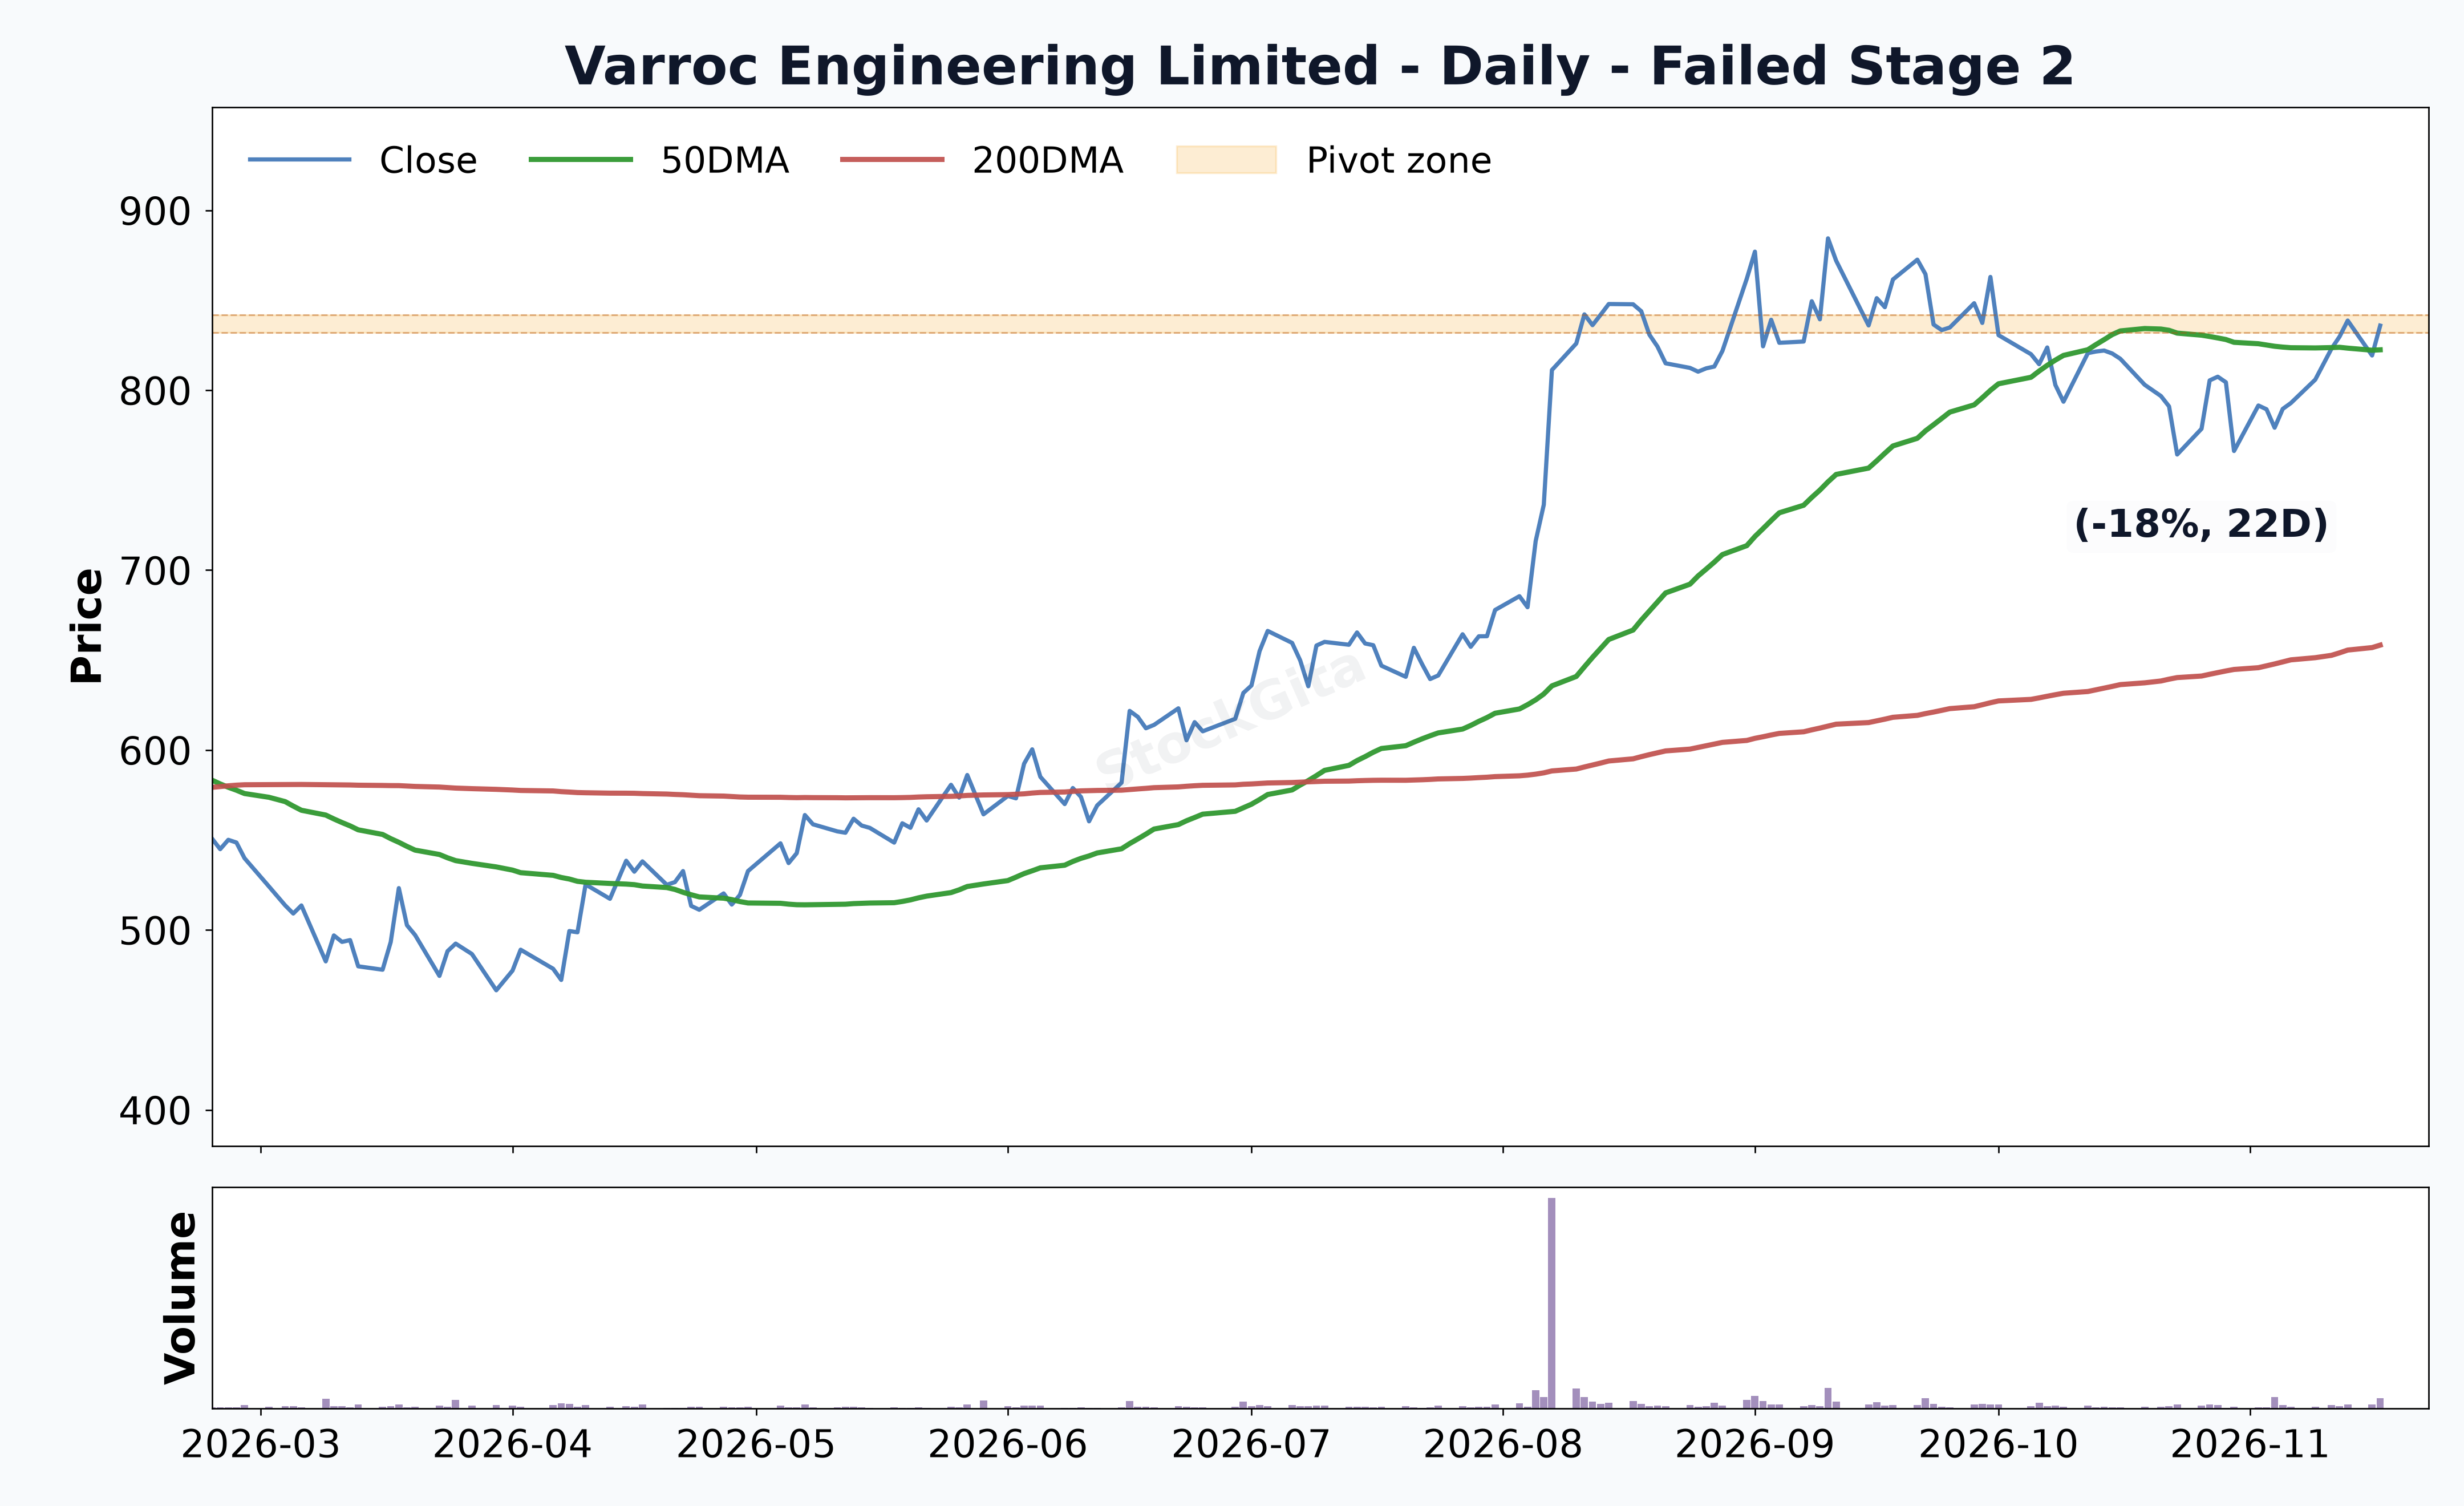 Varroc Engineering Limited - Daily - Failed Stage 2
Close 50DMA 200DMA Pivot zone
900
800
700
600
500
400
Price
(-18%, 22D)
StockGita
Volume
2026-03 2026-04 2026-05 2026-06 2026-07 2026-08 2026-09 2026-10 2026-11